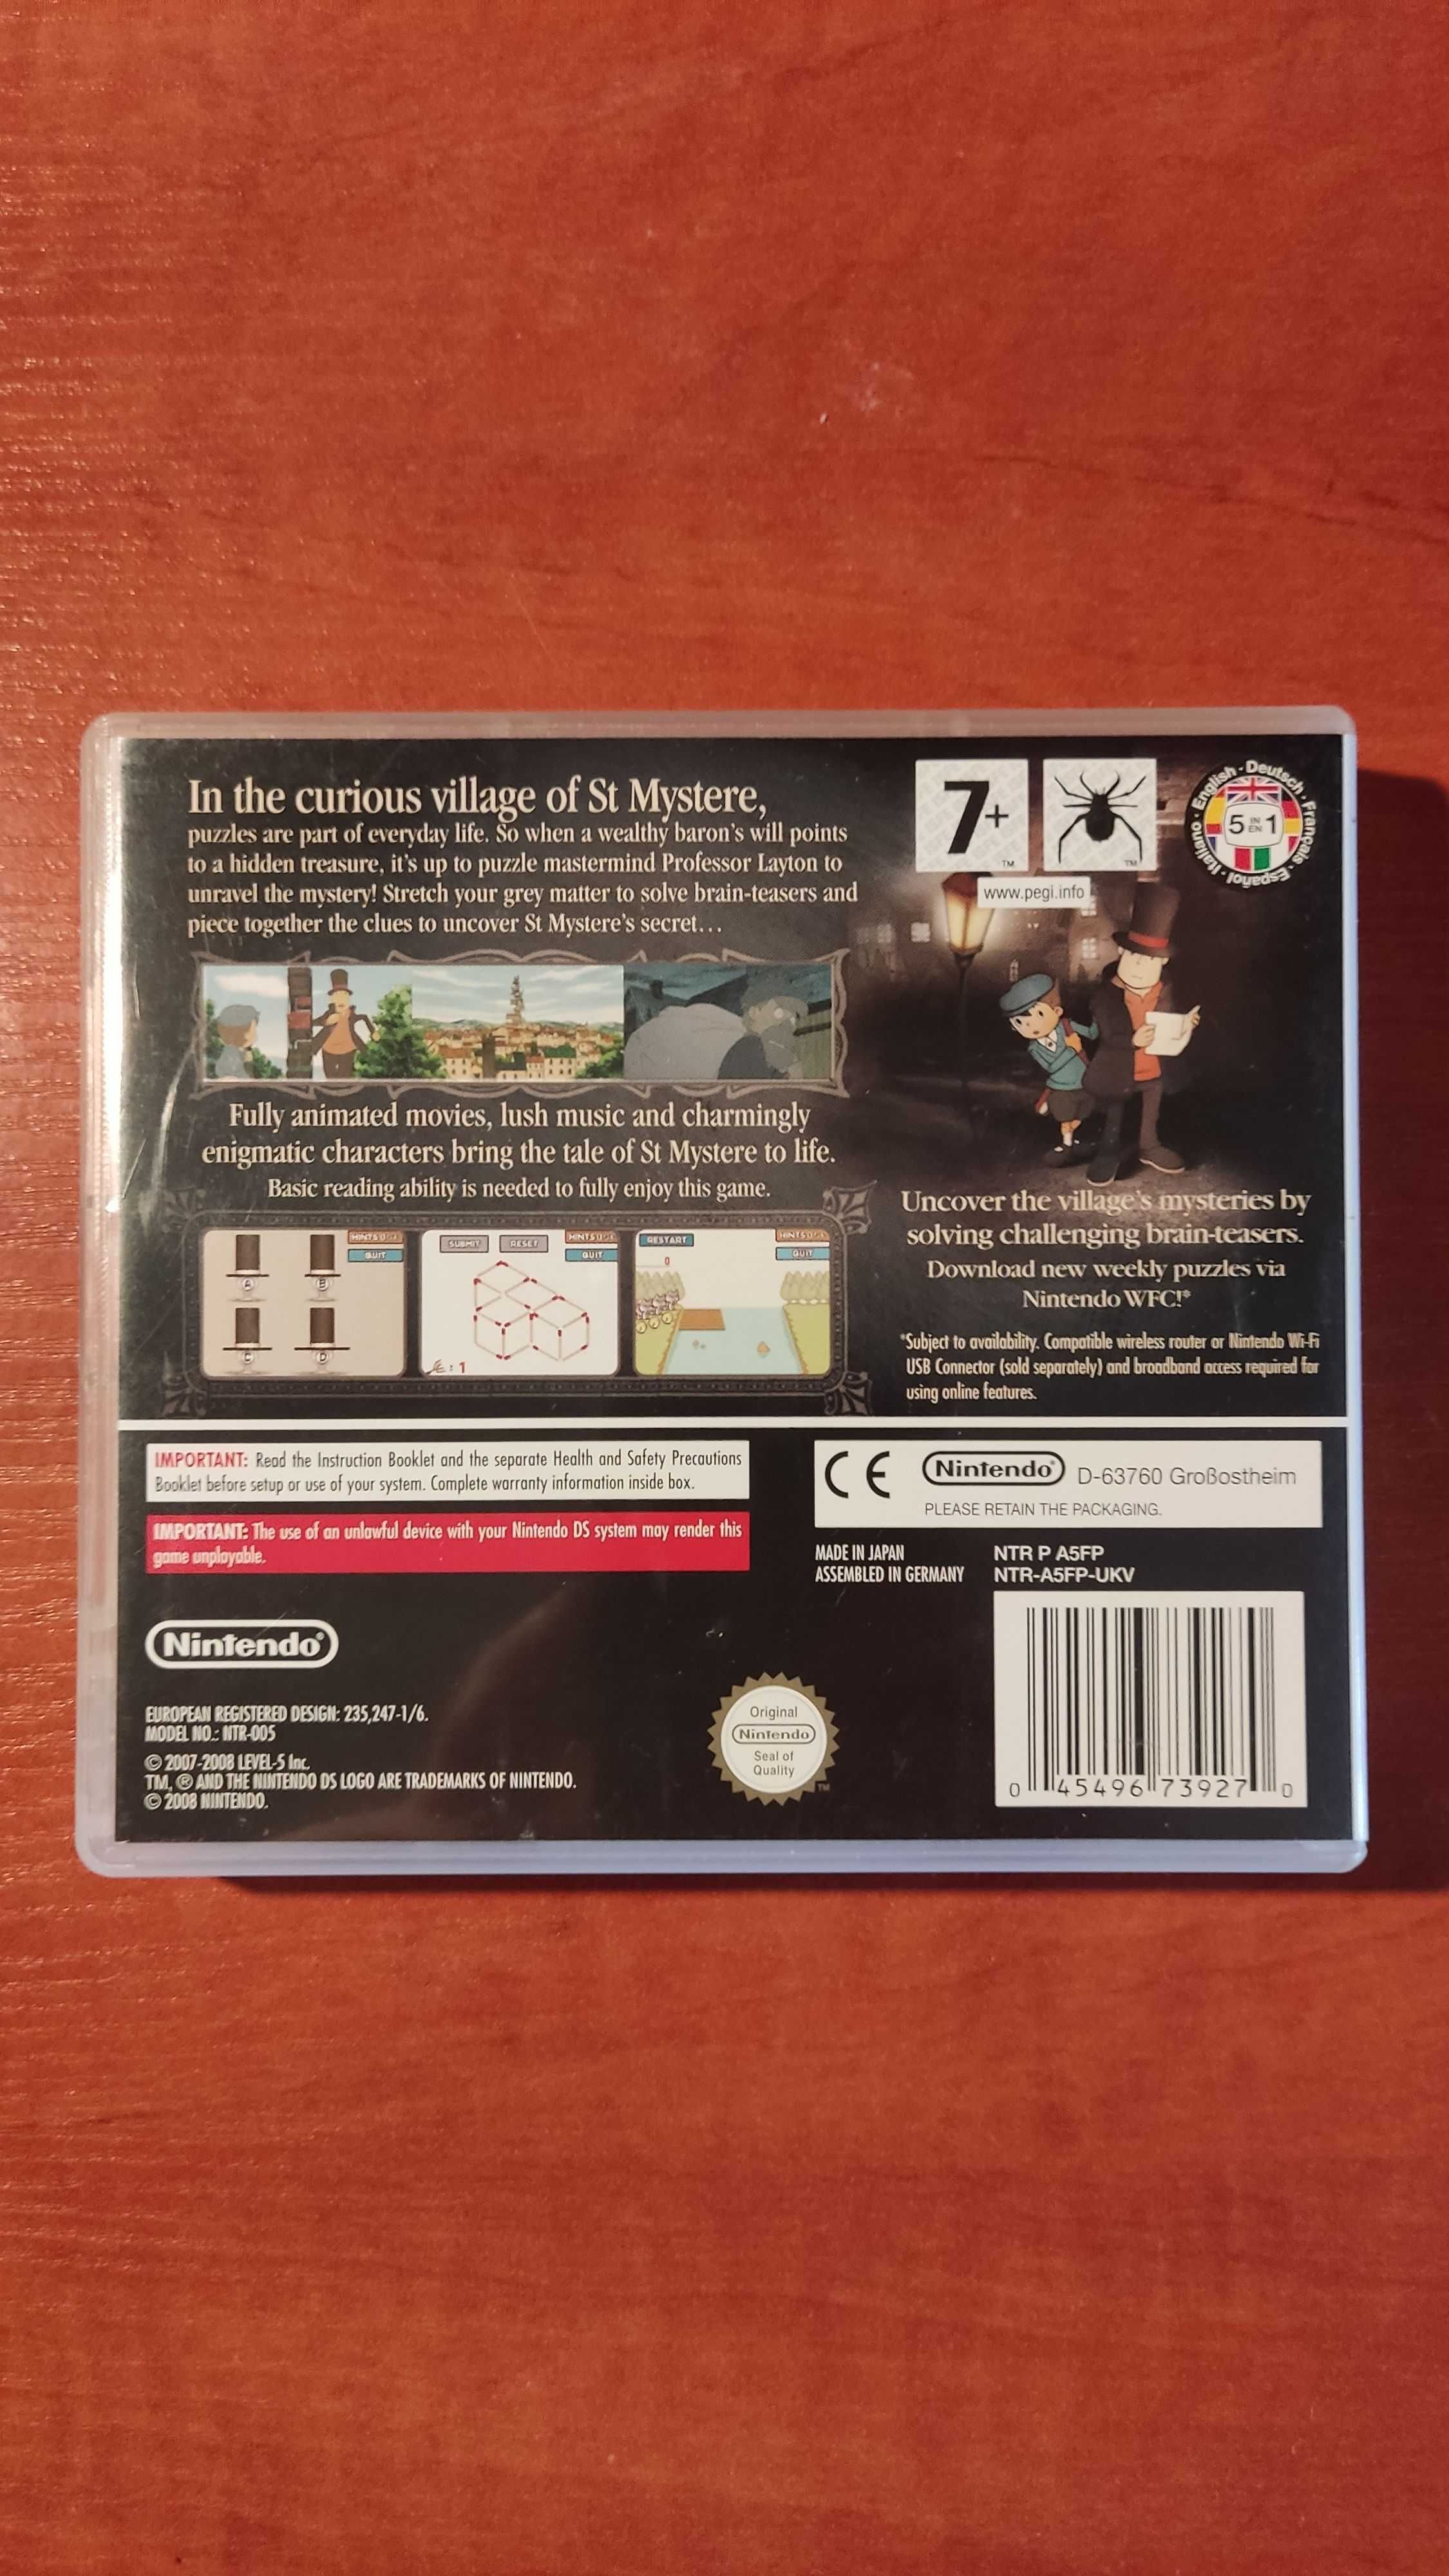 In the curious village of St Mystere,
puzzles are part of everyday life. So when a wealthy baron's will points
to a hidden treasure, it's up to puzzle mastermind Professor Layton to
unravel the mystery! Stretch your grey matter to solve brain-teasers and
piece together the clues to uncover St Mystere's secret...
7+
TM
TM
www.pegi.info
English · Deutsch · Français · Español · Italiano ·
5 IN EN 1
Fully animated movies, lush music and charmingly
enigmatic characters bring the tale of St Mystere to life.
Basic reading ability is needed to fully enjoy this game.
HINTS
QUIT
A
B
C
D
SUBMIT
RESET
HINTS
QUIT
: 1
RESTART
HINTS
QUIT
0
Uncover the village's mysteries by
solving challenging brain-teasers.
Download new weekly puzzles via
Nintendo WFC!*
*Subject to availability. Compatible wireless router or Nintendo Wi-Fi
USB Connector (sold separately) and broadband access required for
using online features.
IMPORTANT: Read the Instruction Booklet and the separate Health and Safety Precautions
Booklet before setup or use of your system. Complete warranty information inside box.
IMPORTANT: The use of an unlawful device with your Nintendo DS system may render this
game unplayable.
CE Nintendo® D-63760 Großostheim
PLEASE RETAIN THE PACKAGING.
MADE IN JAPAN
ASSEMBLED IN GERMANY
NTR P A5FP
NTR-A5FP-UKV
Nintendo®
EUROPEAN REGISTERED DESIGN: 235,247-1/6.
MODEL NO.: NTR-005
© 2007-2008 LEVEL-5 Inc.
TM, ® AND THE NINTENDO DS LOGO ARE TRADEMARKS OF NINTENDO.
© 2008 NINTENDO.
Original
Nintendo
Seal of
Quality
TM
0 45496 73927 0